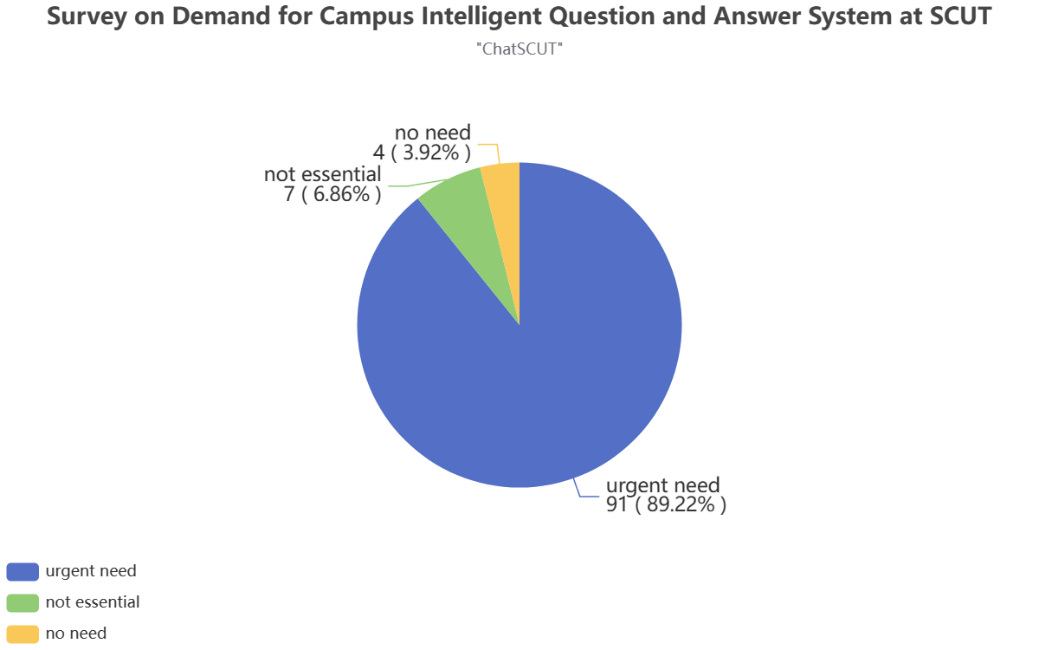 Survey on Demand for Campus Intelligent Question and Answer System at SCUT
"ChatSCUT"
no need
4 ( 3.92% )
not essential
7 ( 6.86% )
urgent need
91 ( 89.22% )
urgent need
not essential
no need